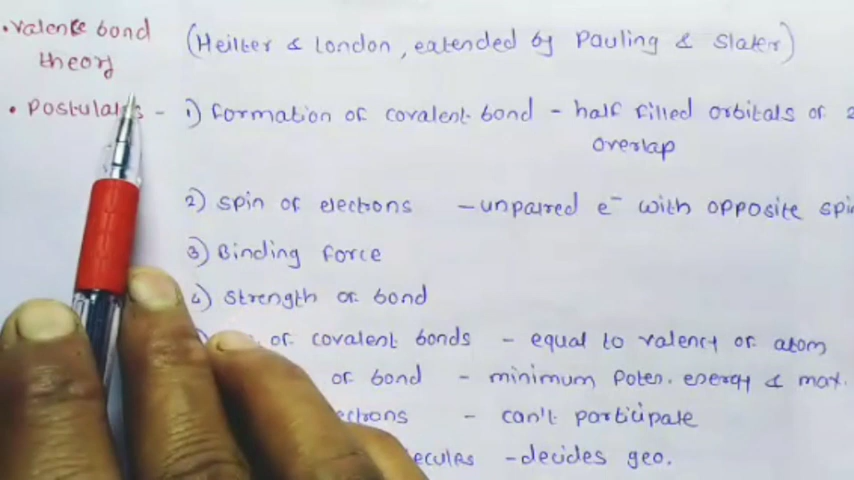 • valence bond (Heitler & London, extended by Pauling & Slater)
theory
• Postulates - 1) formation of covalent bond - half filled orbitals of 2
overlap
2) spin of electrons - unpaired e⁻ with opposite spin
3) Binding force
4) strength of bond
of covalent bonds - equal to valency of atom
of bond - minimum poten. energy & max.
- can't participate
- decides geo.